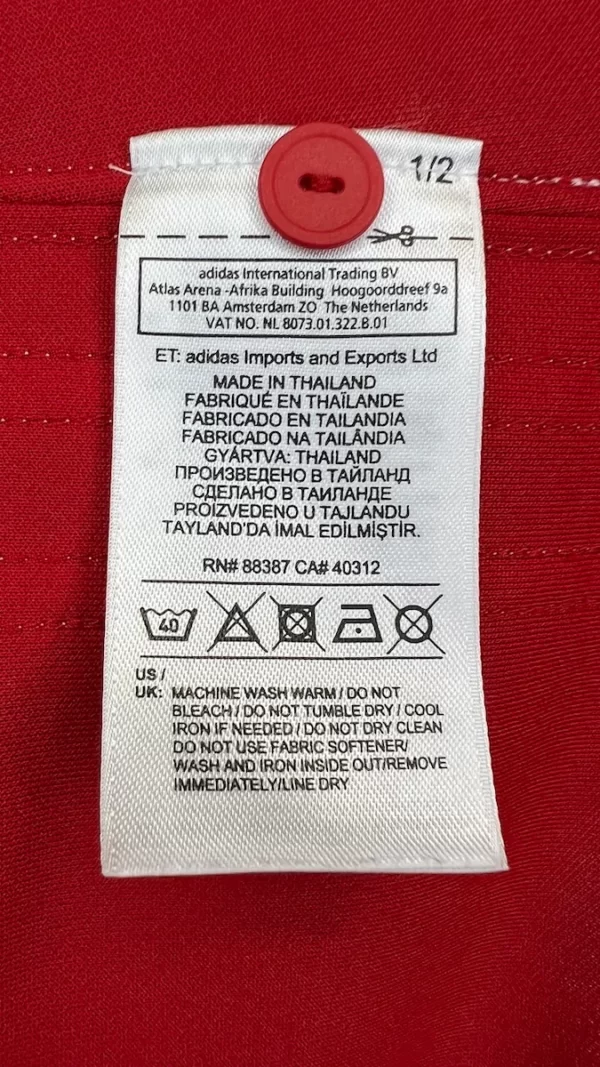 1/2
adidas International Trading BV
Atlas Arena -Afrika Building Hoogoorddreef 9a
1101 BA Amsterdam ZO The Netherlands
VAT NO. NL 8073.01.322.B.01
ET: adidas Imports and Exports Ltd
MADE IN THAILAND
FABRIQUÉ EN THAÏLANDE
FABRICADO EN TAILANDIA
FABRICADO NA TAILÂNDIA
GYÁRTVA: THAILAND
ПРОИЗВЕДЕНО В ТАЙЛАНД
СДЕЛАНО В ТАИЛАНДЕ
PROIZVEDENO U TAJLANDU
TAYLAND'DA İMAL EDİLMİŞTİR.
RN# 88387 CA# 40312
40
US /
UK: MACHINE WASH WARM / DO NOT
BLEACH / DO NOT TUMBLE DRY / COOL
IRON IF NEEDED / DO NOT DRY CLEAN
DO NOT USE FABRIC SOFTENER/
WASH AND IRON INSIDE OUT/REMOVE
IMMEDIATELY/LINE DRY